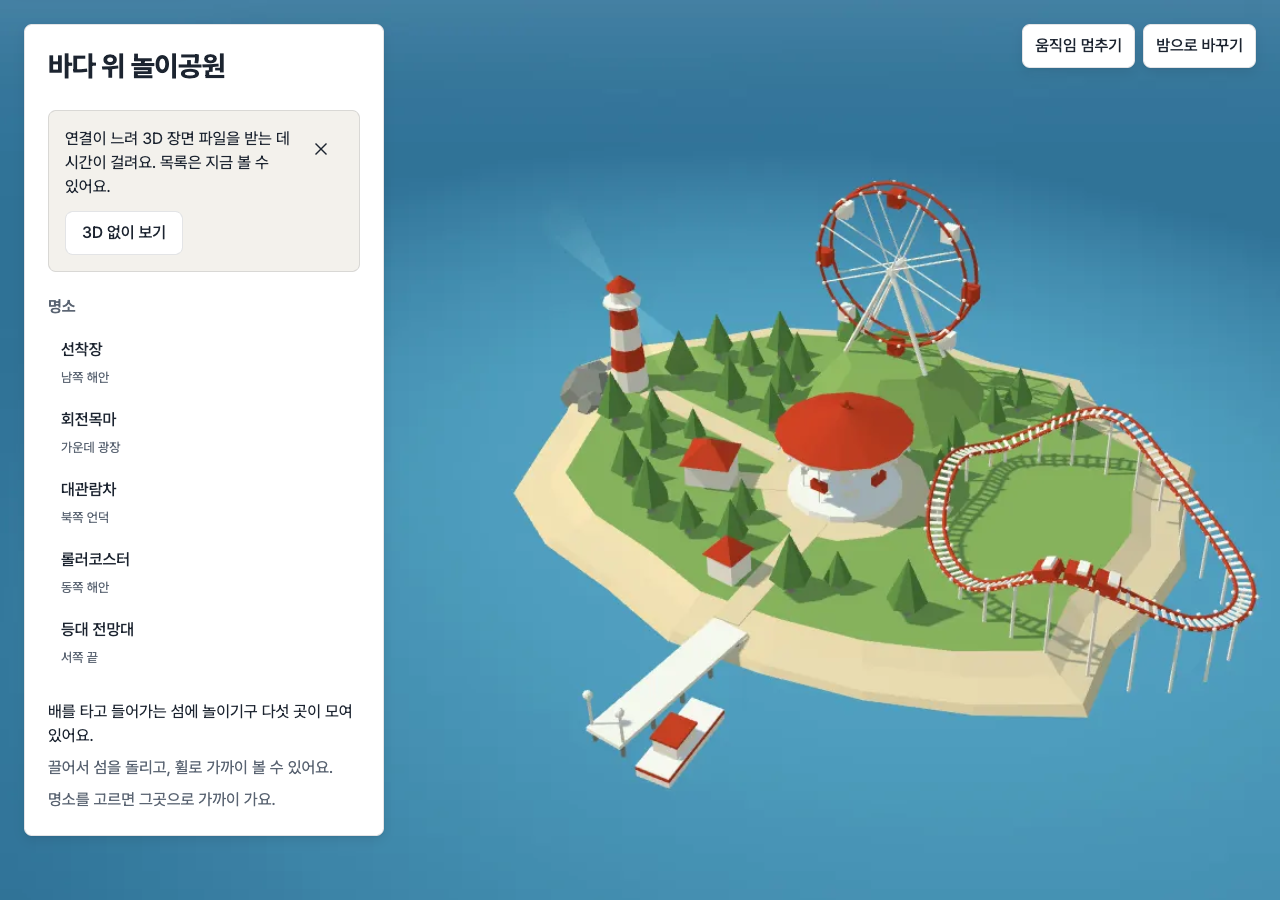 바다 위 놀이공원
움직임 멈추기
밤으로 바꾸기
연결이 느려 3D 장면 파일을 받는 데
시간이 걸려요. 목록은 지금 볼 수
있어요.
3D 없이 보기
명소
선착장
남쪽 해안
회전목마
가운데 광장
대관람차
북쪽 언덕
롤러코스터
동쪽 해안
등대 전망대
서쪽 끝
배를 타고 들어가는 섬에 놀이기구 다섯 곳이 모여
있어요.
끌어서 섬을 돌리고, 휠로 가까이 볼 수 있어요.
명소를 고르면 그곳으로 가까이 가요.